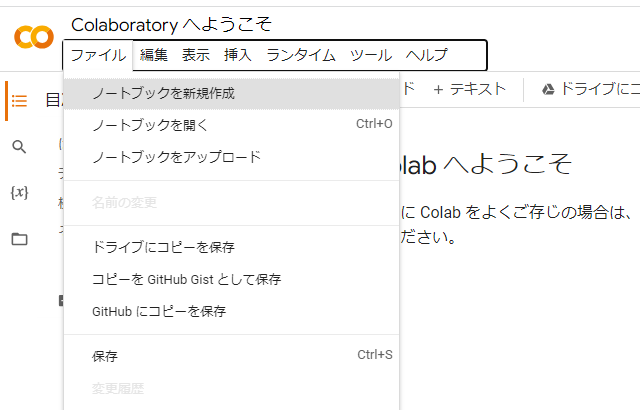 Colaboratory へようこそ
ファイル 編集 表示 挿入 ランタイム ツール ヘルプ
ノートブックを新規作成
ノートブックを開く Ctrl+O
ノートブックをアップロード
名前の変更
ドライブにコピーを保存
コピーを GitHub Gist として保存
GitHub にコピーを保存
保存 Ctrl+S
変更履歴
目
{x}
ド + テキスト ドライブにコ
olab へようこそ
に Colab をよくご存じの場合は、
ださい。